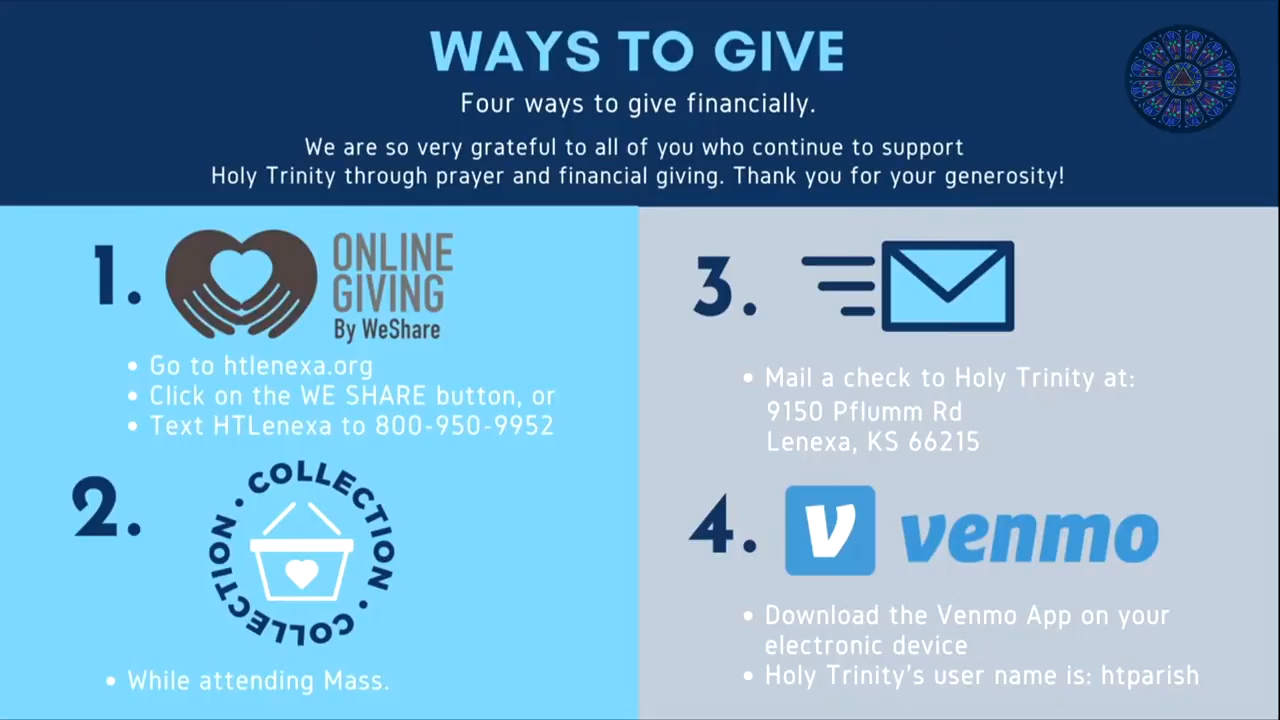 WAYS TO GIVE
Four ways to give financially.
We are so very grateful to all of you who continue to support
Holy Trinity through prayer and financial giving. Thank you for your generosity!
1.
ONLINE
GIVING
By WeShare
• Go to htlenexa.org
• Click on the WE SHARE button, or
• Text HTLenexa to 800-950-9952
2.
COLLECTION · COLLECTION ·
• While attending Mass.
3.
• Mail a check to Holy Trinity at:
9150 Pflumm Rd
Lenexa, KS 66215
4.
V venmo
• Download the Venmo App on your
electronic device
• Holy Trinity's user name is: htparish